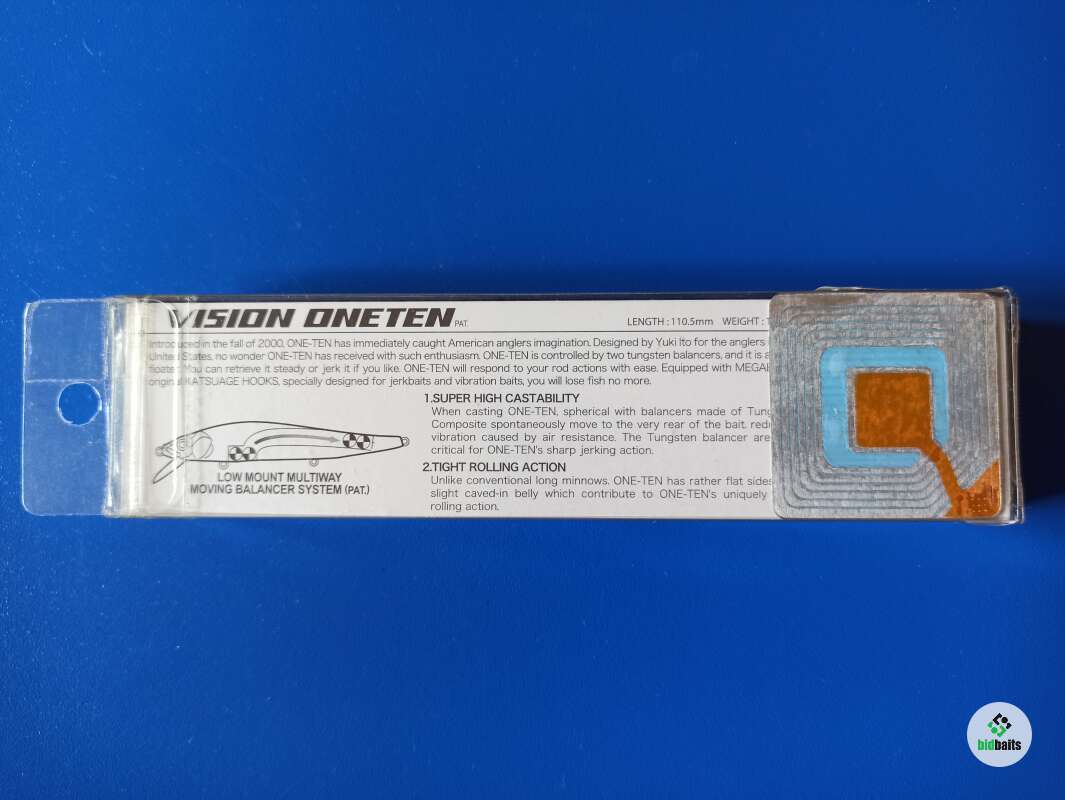 VISION ONETEN PAT.
LENGTH : 110.5mm WEIGHT :
Introduced in the fall of 2000, ONE-TEN has immediately caught American anglers imagination. Designed by Yuki Ito for the anglers
United States, no wonder ONE-TEN has received with such enthusiasm. ONE-TEN is controlled by two tungsten balancers, and it is
floater. You can retrieve it steady or jerk it if you like. ONE-TEN will respond to your rod actions with ease. Equipped with
original KATSUAGE HOOKS, specially designed for jerkbaits and vibration baits, you will lose fish no more.
1.SUPER HIGH CASTABILITY
When casting ONE-TEN, spherical with balancers made of
Composite spontaneously move to the very rear of the bait,
vibration caused by air resistance. The Tungsten balancer are
critical for ONE-TEN's sharp jerking action.
2.TIGHT ROLLING ACTION
Unlike conventional long minnows. ONE-TEN has rather flat sides
slight caved-in belly which contribute to ONE-TEN's uniquely
rolling action.
LOW MOUNT MULTIWAY
MOVING BALANCER SYSTEM (PAT.)
bidbaits